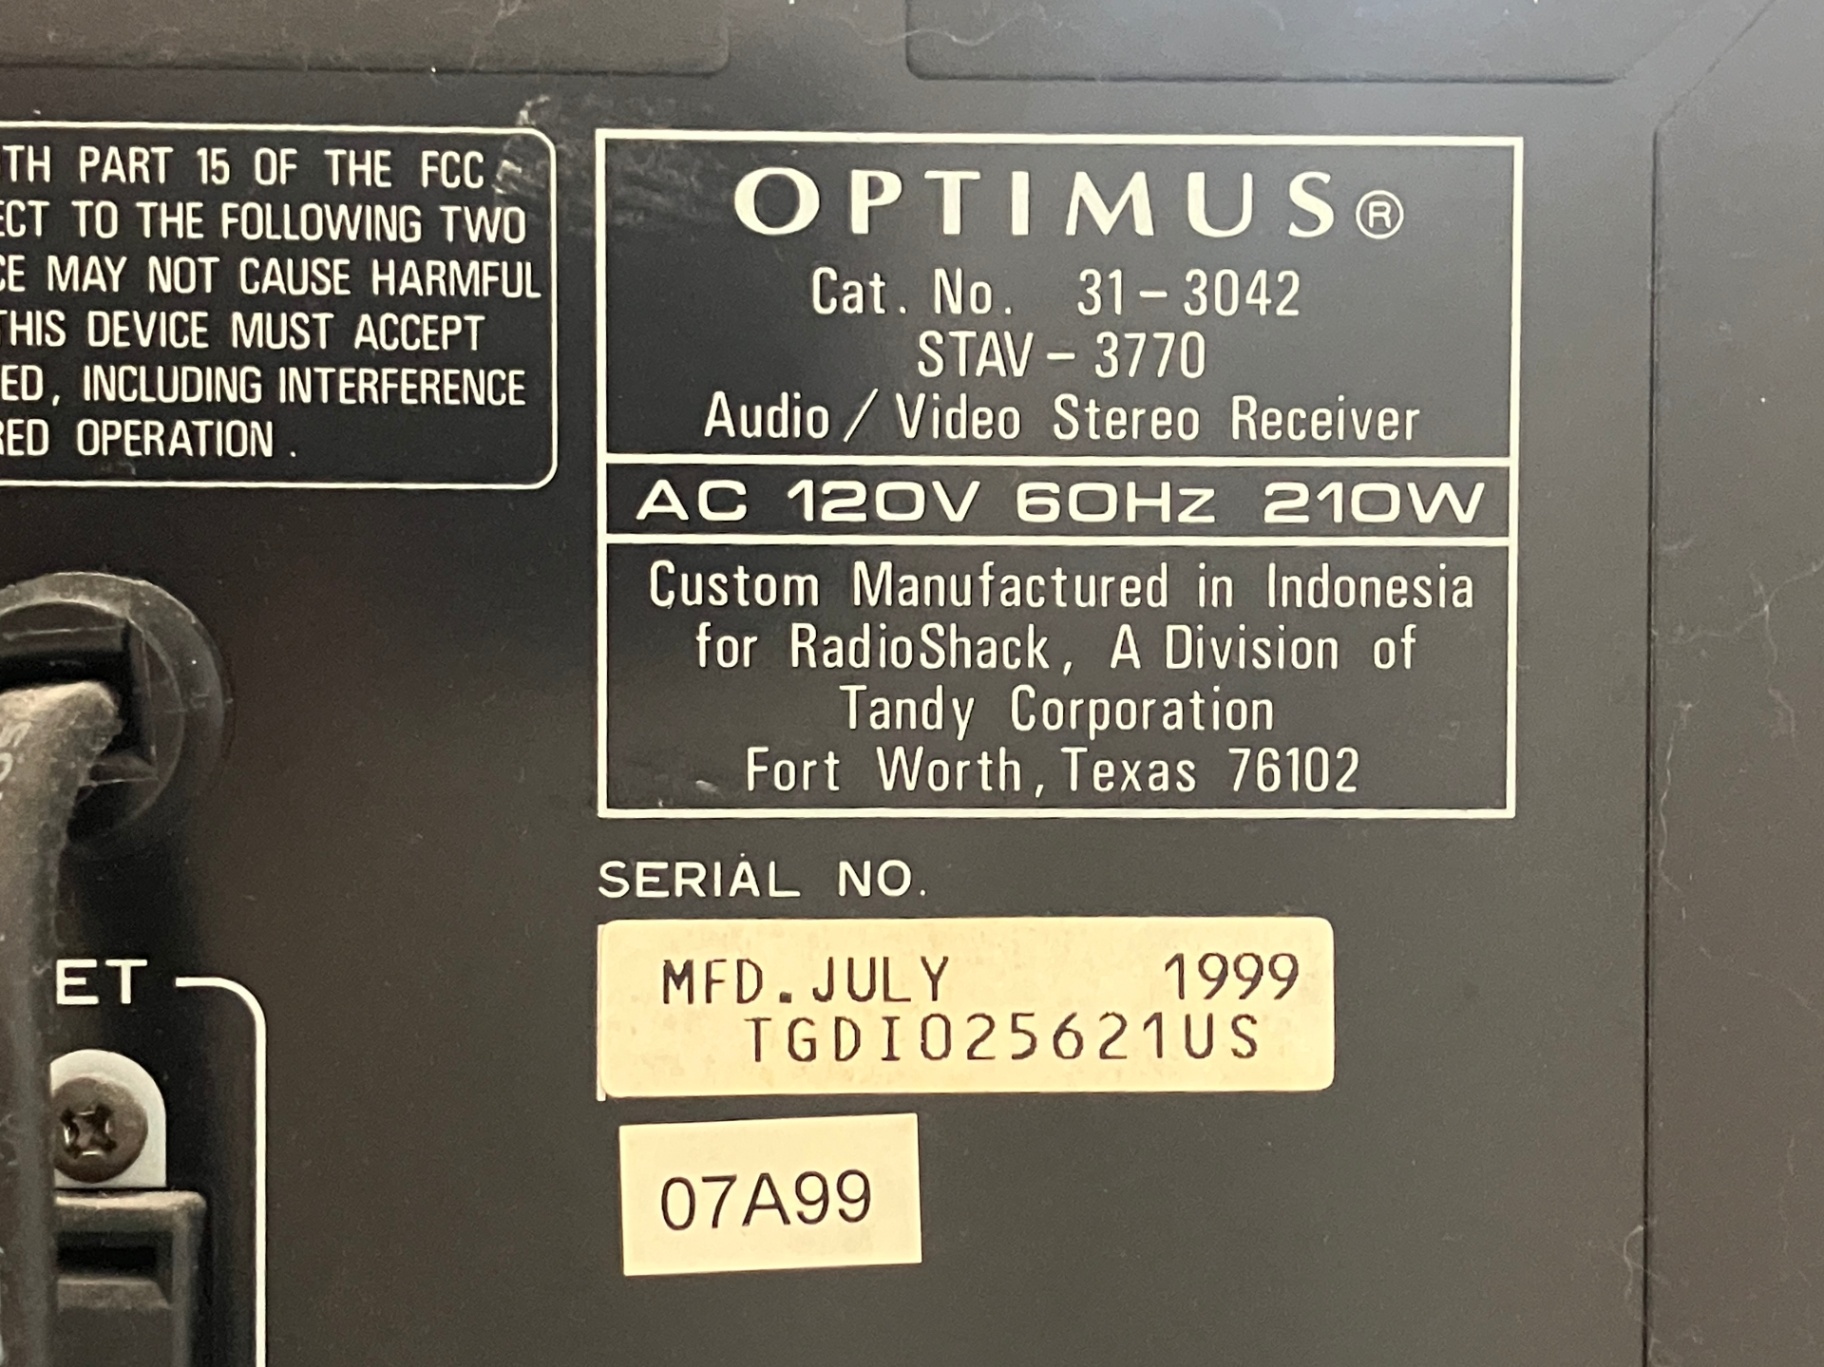 TH PART 15 OF THE FCC
ECT TO THE FOLLOWING TWO
CE MAY NOT CAUSE HARMFUL
THIS DEVICE MUST ACCEPT
ED, INCLUDING INTERFERENCE
RED OPERATION.
OPTIMUS®
Cat. No. 31-3042
STAV-3770
Audio/Video Stereo Receiver
AC 120V 60Hz 210W
Custom Manufactured in Indonesia
for RadioShack, A Division of
Tandy Corporation
Fort Worth, Texas 76102
SERIAL NO.
MFD.JULY 1999
TGDI025621US
07A99
ET